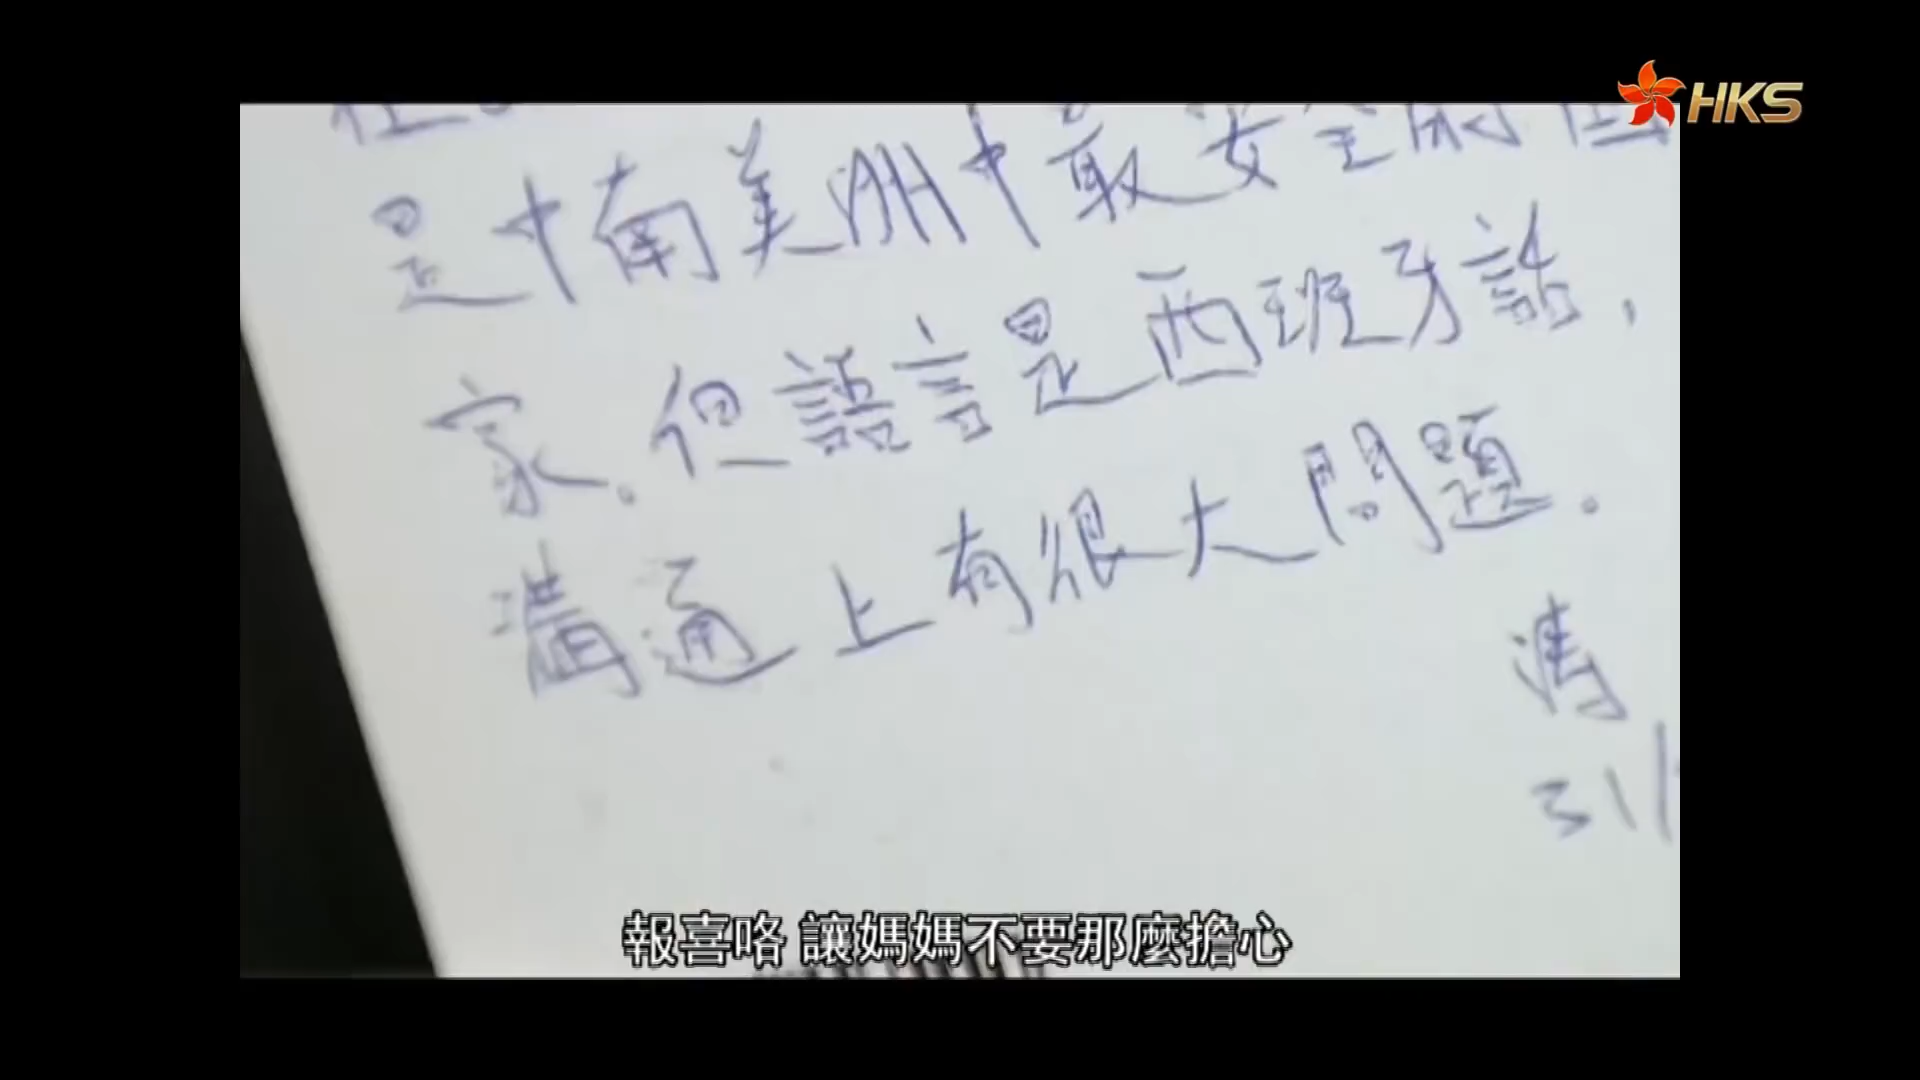 HKS
是中南美洲中最安全的國
家。但語言是西班牙話,
溝通上有很大問題。
馮
報喜咯 讓媽媽不要那麼擔心